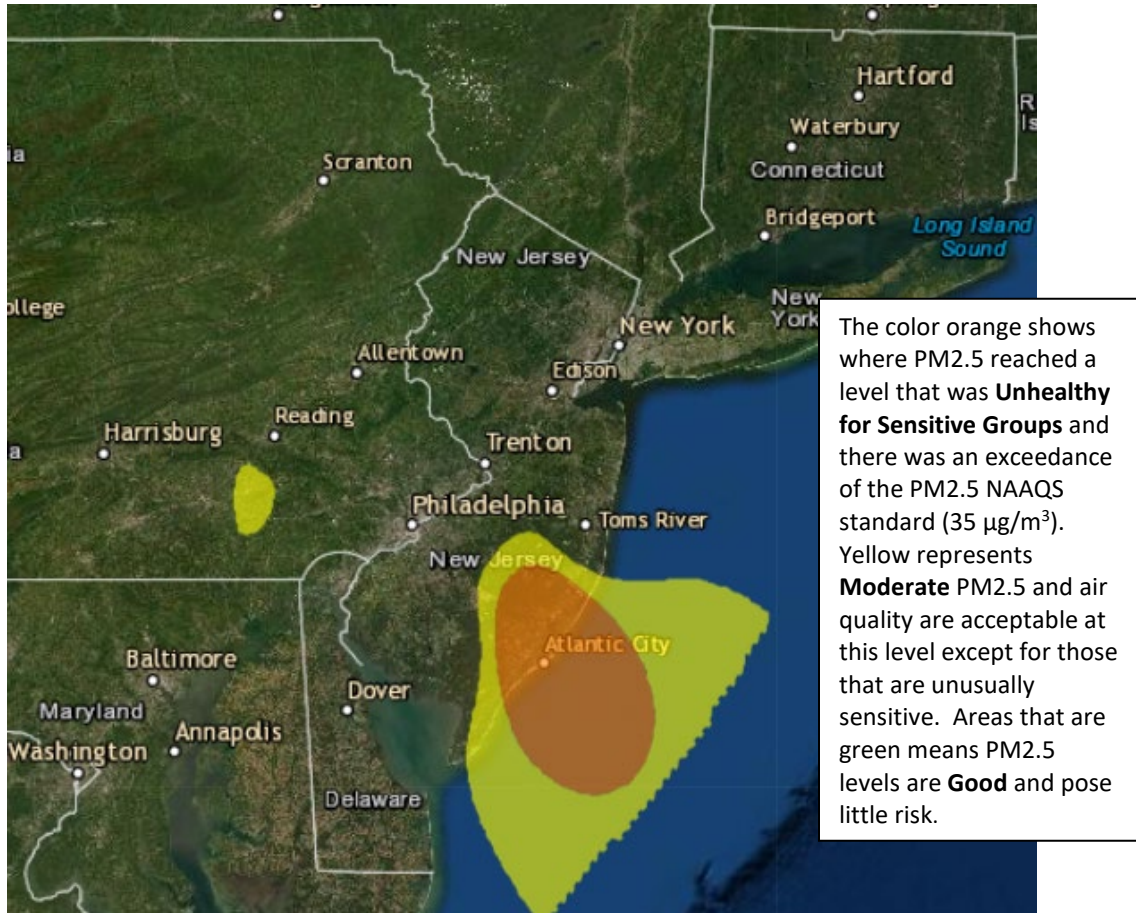 Hartford
Waterbury
Connecticut
Scranton
Bridgeport
Long Island
Sound
New Jersey
New
York
ollege
New York
Allentown
Edison
Reading
Harrisburg
Trenton
Philadelphia
Toms River
New Jersey
Atlantic City
Baltimore
Dover
Maryland
Annapolis
Washington
Delaware
The color orange shows
where PM2.5 reached a
level that was Unhealthy
for Sensitive Groups and
there was an exceedance
of the PM2.5 NAAQS
standard (35 µg/m³).
Yellow represents
Moderate PM2.5 and air
quality are acceptable at
this level except for those
that are unusually
sensitive. Areas that are
green means PM2.5
levels are Good and pose
little risk.